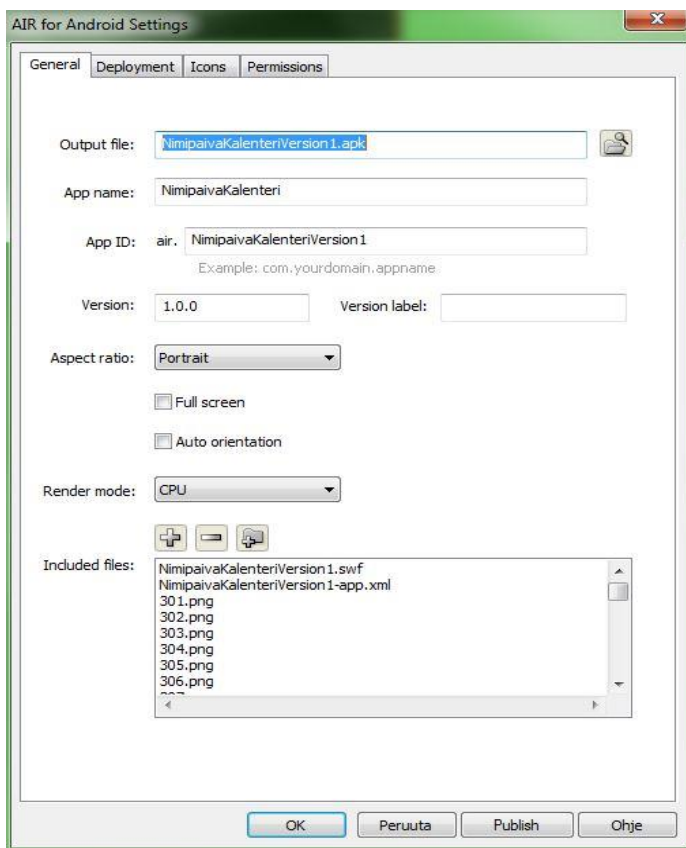 AIR for Android Settings
General Deployment Icons Permissions
Output file: NimipaivaKalenteriVersion1.apk
App name: NimipaivaKalenteri
App ID: air. NimipaivaKalenteriVersion1
Example: com.yourdomain.appname
Version: 1.0.0 Version label:
Aspect ratio: Portrait
Full screen
Auto orientation
Render mode: CPU
Included files:
NimipaivaKalenteriVersion1.swf
NimipaivaKalenteriVersion1-app.xml
301.png
302.png
303.png
304.png
305.png
306.png
OK Peruuta Publish Ohje